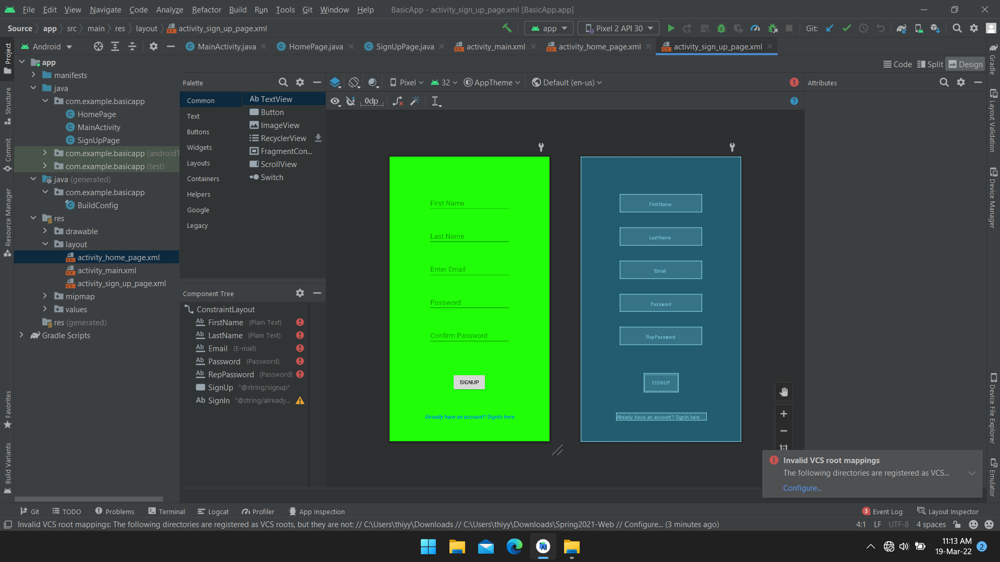 File Edit View Navigate Code Analyze Refactor Build Run Tools Git Window Help BasicApp - activity_sign_up_page.xml [BasicApp.app]
Source app src main res layout activity_sign_up_page.xml
app Pixel 2 API 30 Git:
Project
Structure
Commit
Resource Manager
Favorites
Build Variants
Android
MainActivity.java HomePage.java SignUpPage.java activity_main.xml activity_home_page.xml activity_sign_up_page.xml
Code Split Design
app
manifests
java
com.example.basicapp
HomePage
MainActivity
SignUpPage
com.example.basicapp (androidT
com.example.basicapp (test)
java (generated)
com.example.basicapp
BuildConfig
res
drawable
layout
activity_home_page.xml
activity_main.xml
activity_sign_up_page.xml
mipmap
values
res (generated)
Gradle Scripts
Palette
Common
Text
Buttons
Widgets
Layouts
Containers
Helpers
Google
Legacy
Ab TextView
Button
ImageView
RecyclerView
FragmentCon...
ScrollView
Switch
Component Tree
ConstraintLayout
Ab FirstName (Plain Text)
Ab LastName (Plain Text)
Ab Email (E-mail)
Ab Password (Password)
Ab RepPassword (Password)
SignUp "@string/signup"
Ab SignIn "@string/already...
Pixel 32 AppTheme Default (en-us)
0dp
First Name
Last Name
Enter Email
Password
Confirm Password
SIGNUP
Already have an account? SignIn here
FirstName
LastName
Email
Password
RepPassword
SIGNUP
Already have an account? SignIn here
1:1
Attributes
Gradle
Layout Validation
Device Manager
Device File Explorer
Emulator
Invalid VCS root mappings
The following directories are registered as VCS...
Configure...
Git TODO Problems Terminal Logcat Profiler App Inspection 3 Event Log Layout Inspector
Invalid VCS root mappings: The following directories are registered as VCS roots, but they are not: // C:\Users\thiyy\Downloads // C:\Users\thiyy\Downloads\Spring2021-Web // Configure... (3 minutes ago) 4:1 LF UTF-8 4 spaces
11:13 AM
19-Mar-22
2